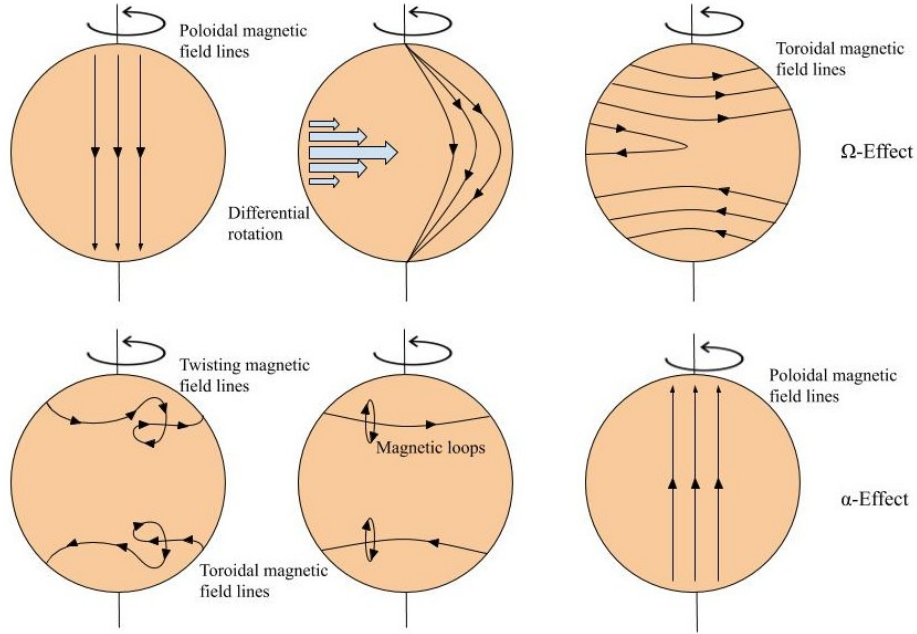 Poloidal magnetic
field lines
Differential
rotation
Toroidal magnetic
field lines
Ω-Effect
Twisting magnetic
field lines
Toroidal magnetic
field lines
Magnetic loops
Poloidal magnetic
field lines
α-Effect